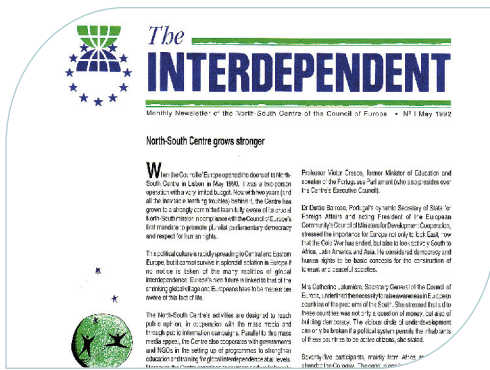 The
INTERDEPENDENT
Monthly Newsletter of the North-South Centre of the Council of Europe • Nº 1 May 1992
North-South Centre grows stronger
When the Council of Europe opened the doors of its North-
South Centre in Lisbon in May 1990, it was a two-person
operation with a very limited budget. Now with two years (and
all the inevitable teething troubles) behind it, the Centre has
grown to a strongly committed team fully aware of its crucial
North-South mission in compliance with the Council of Europe's
first mandate to promote pluralist parliamentary democracy
and respect for human rights.
This political culture is rapidly spreading to Central and Eastern
Europe, but it cannot survive in splendid isolation in Europe if
no notice is taken of the many realities of global
interdependence. Europe's own future is linked to that of the
shrinking global village and Europeans have to be made more
aware of this fact of life.
The North-South Centre's activities are designed to reach
public opinion, in cooperation with the mass media and
through public information campaigns. Parallel to this mass
media appeal, the Centre also cooperates with governments
and NGOs in the setting up of programmes to strengthen
education and training for global interdependence at all levels.
Moreover the Centre
Professor Victor Crespo, former Minister of Education and
speaker of the Portuguese Parliament (who also presides over
the Centre's Executive Council).
Dr Durão Barroso, Portugal's dynamic Secretary of State for
Foreign Affairs and acting President of the European
Community's Council of Ministers for Development Cooperation,
stressed the importance for Europe not only to look East, now
that the Cold War has ended, but also to look actively South to
Africa, Latin America and Asia. He considered democracy and
human rights to be basic concepts for the construction of
tolerant and peaceful societies.
Mrs Catherine Lalumière, Secretary General of the Council of
Europe, underlined the necessity to raise awareness in European
countries of the problems of the South. She stressed that aid to
these countries was not only a question of money, but also of
building democracy. The vicious circle of underdevelopment
can only be broken if a political system permits the inhabitants
of these countries to be active citizens, she stated.
Seventy-five participants, mainly from Africa
attended the Colloquy. The